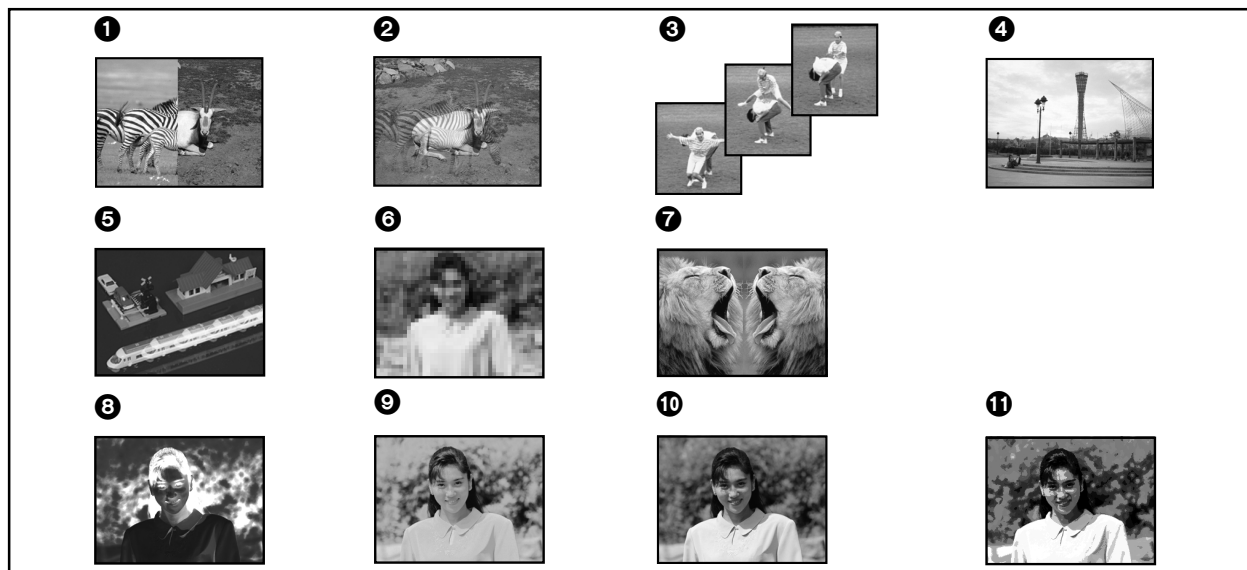 ❶ ❷ ❸ ❹
❺ ❻ ❼
❽ ❾ ❿ ⓫